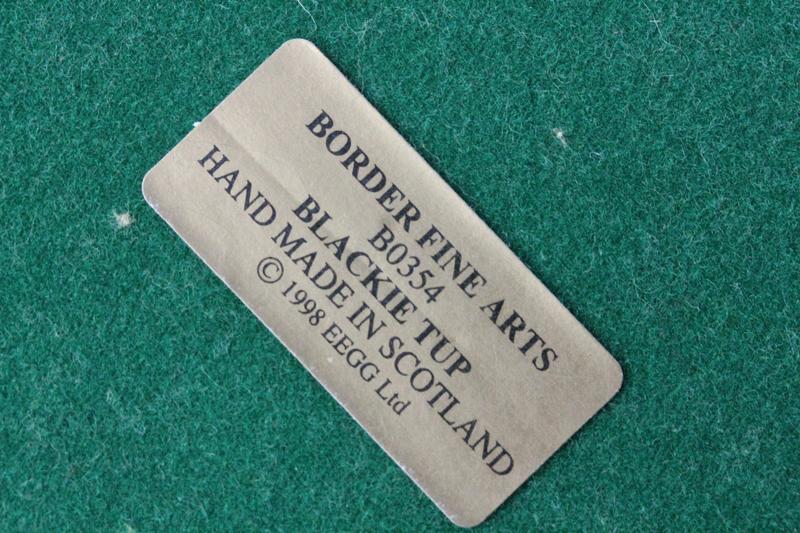 BORDER FINE ARTS
B0354
BLACKIE TUP
HAND MADE IN SCOTLAND
© 1998 EEGG Ltd